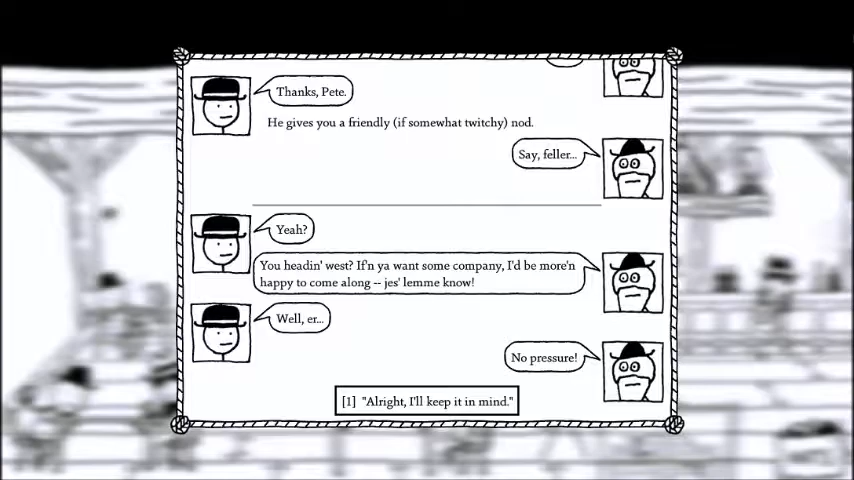 Thanks, Pete.
He gives you a friendly (if somewhat twitchy) nod.
Say, feller...
Yeah?
You headin' west? If'n ya want some company, I'd be more'n
happy to come along -- jes' lemme know!
Well, er...
No pressure!
[1] "Alright, I'll keep it in mind."